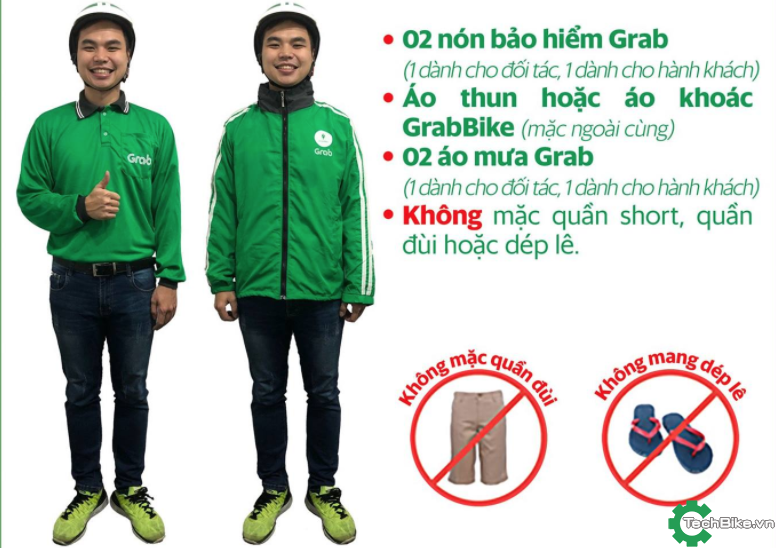 • 02 nón bảo hiểm Grab
(1 dành cho đối tác, 1 dành cho hành khách)
• Áo thun hoặc áo khoác
GrabBike (mặc ngoài cùng)
• 02 áo mưa Grab
(1 dành cho đối tác, 1 dành cho hành khách)
• Không mặc quần short, quần
đùi hoặc dép lê.
Grab
Grab
Không mặc quần đùi
Không mang dép lê
TechBike.vn